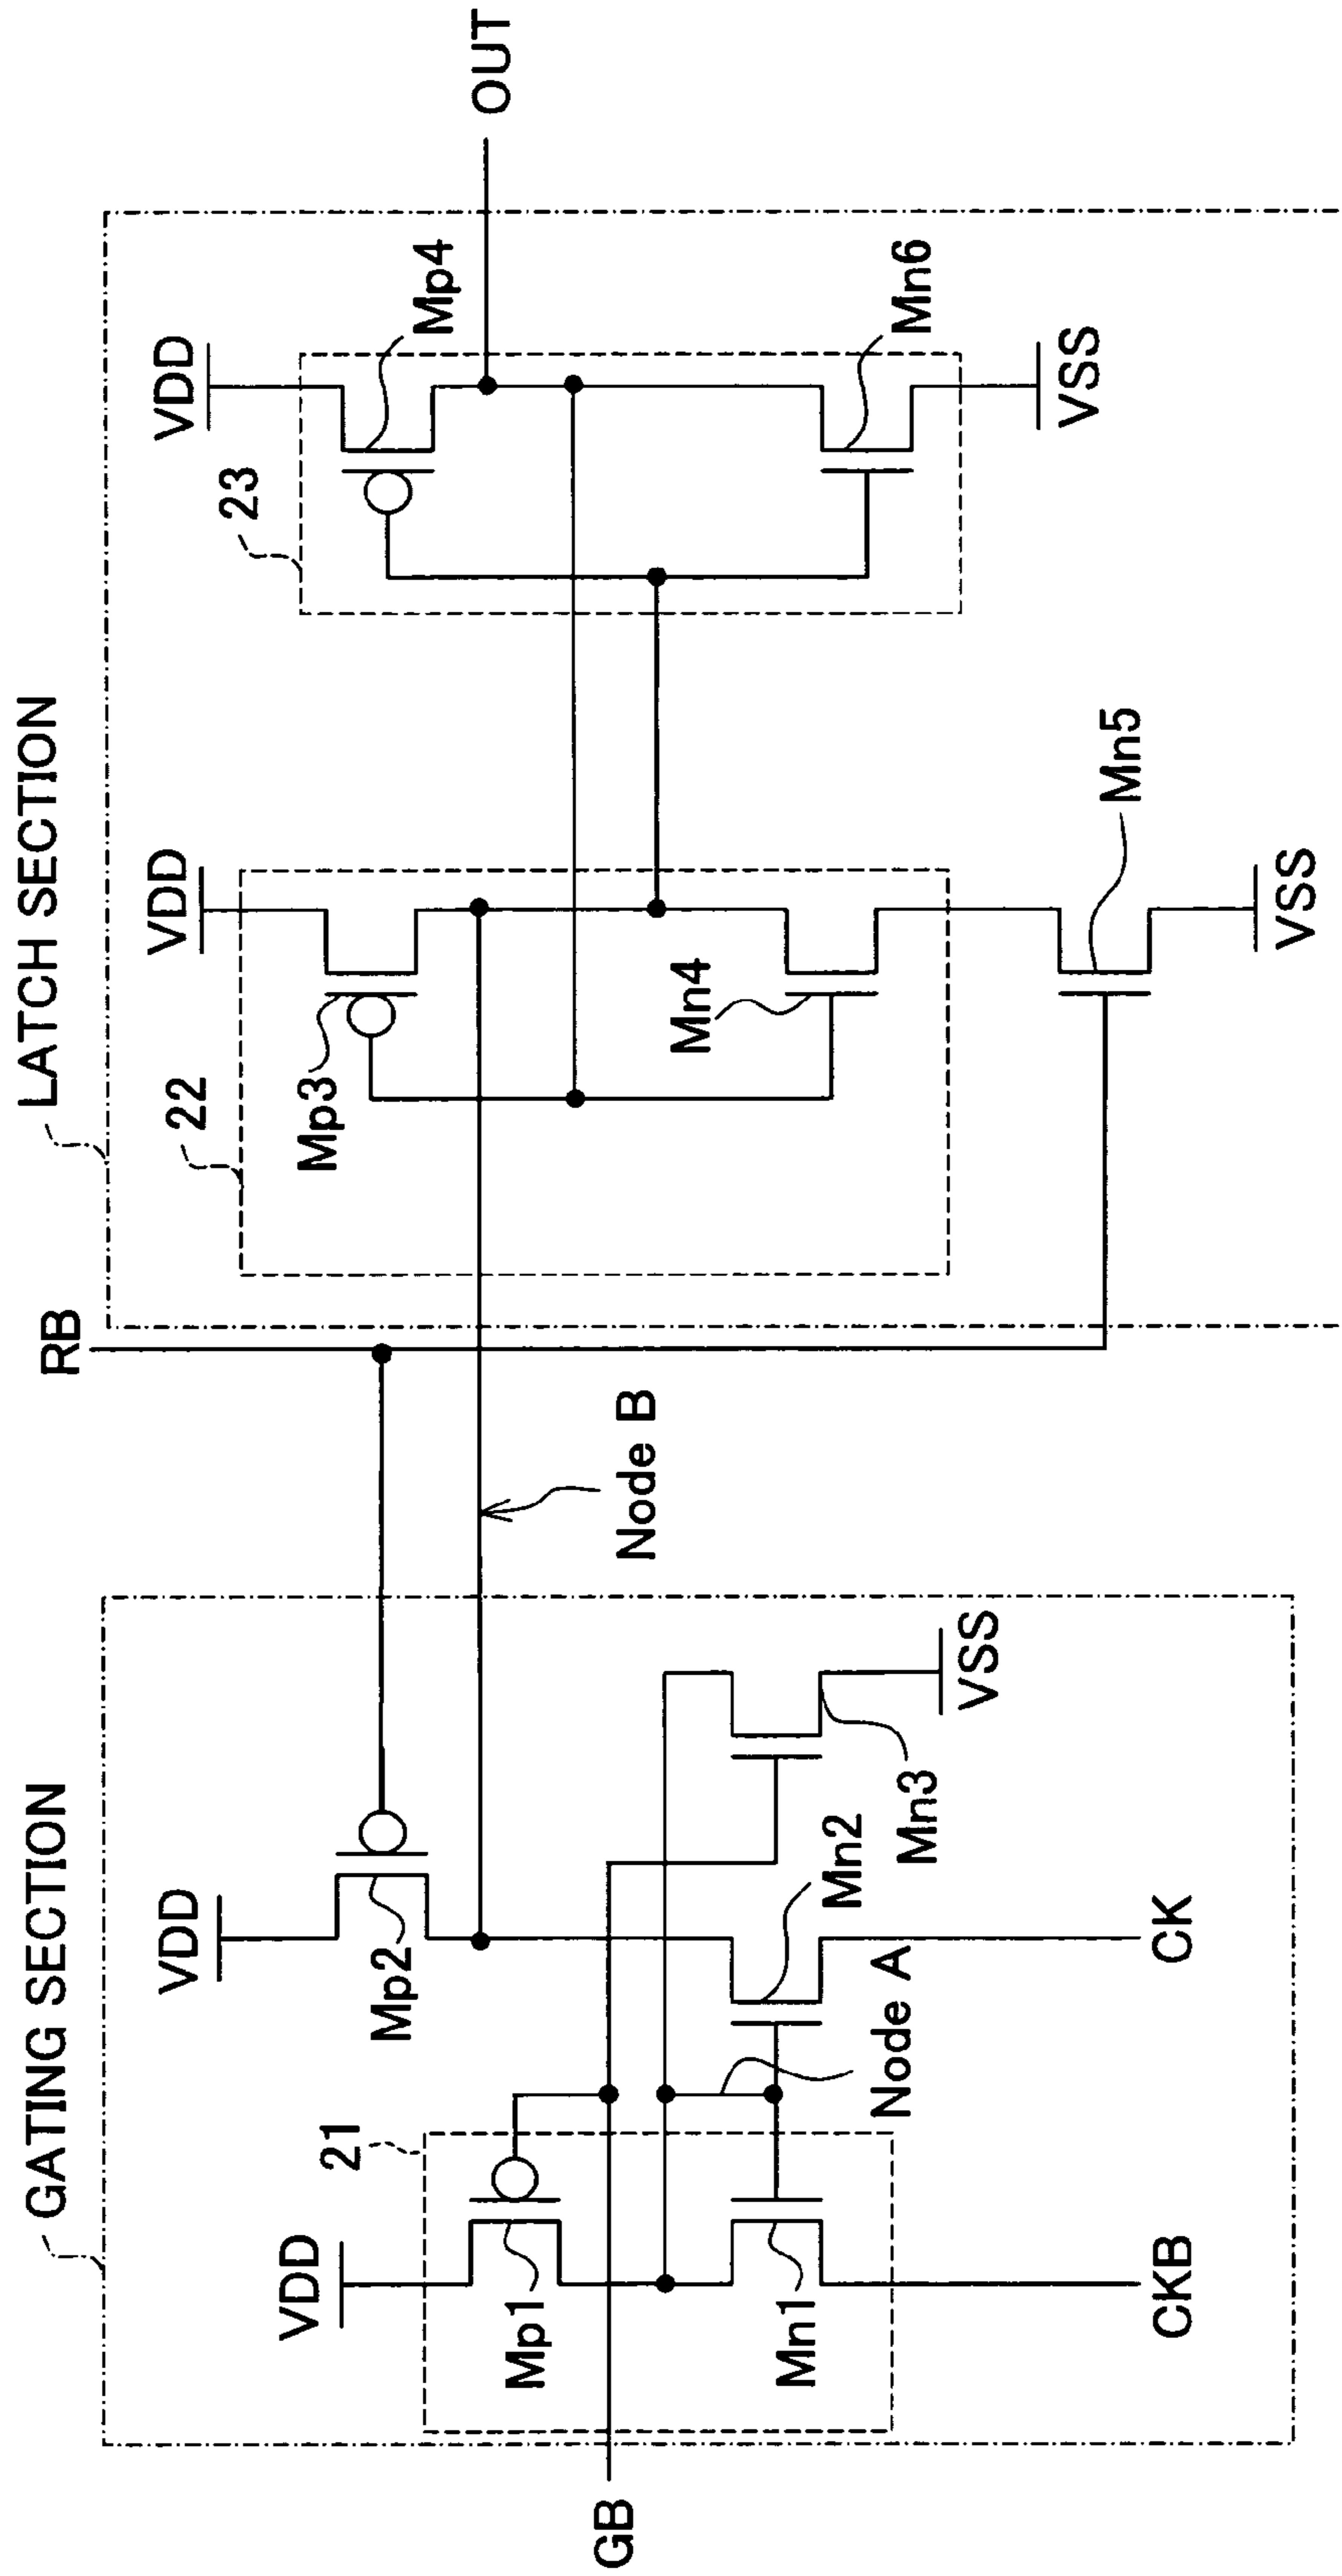 GATING SECTION
LATCH SECTION
RB
VDD
VDD
VDD
VDD
21
22
23
Mp1
Mp2
Mp3
Mp4
OUT
GB
Node B
Mn1
Mn2
Mn3
Mn4
Mn6
Node A
VSS
VSS
Mn5
CKB
CK
VSS